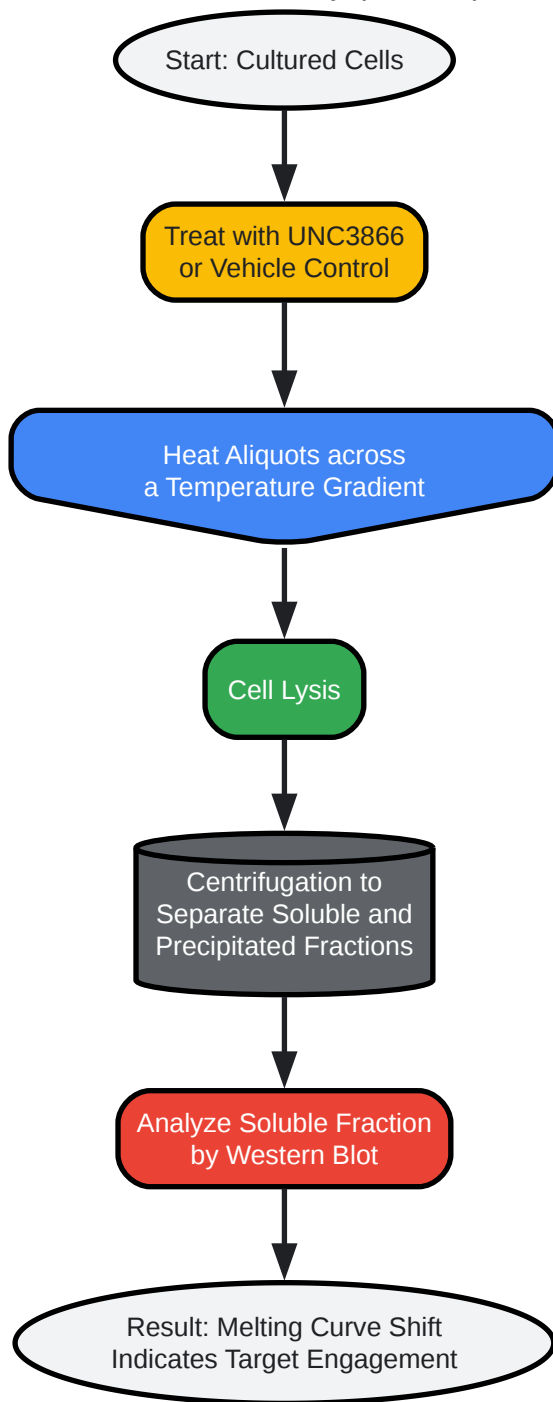 Start: Cultured Cells
Treat with UNC3866
or Vehicle Control
Heat Aliquots across
a Temperature Gradient
Cell Lysis
Centrifugation to
Separate Soluble and
Precipitated Fractions
Analyze Soluble Fraction
by Western Blot
Result: Melting Curve Shift
Indicates Target Engagement